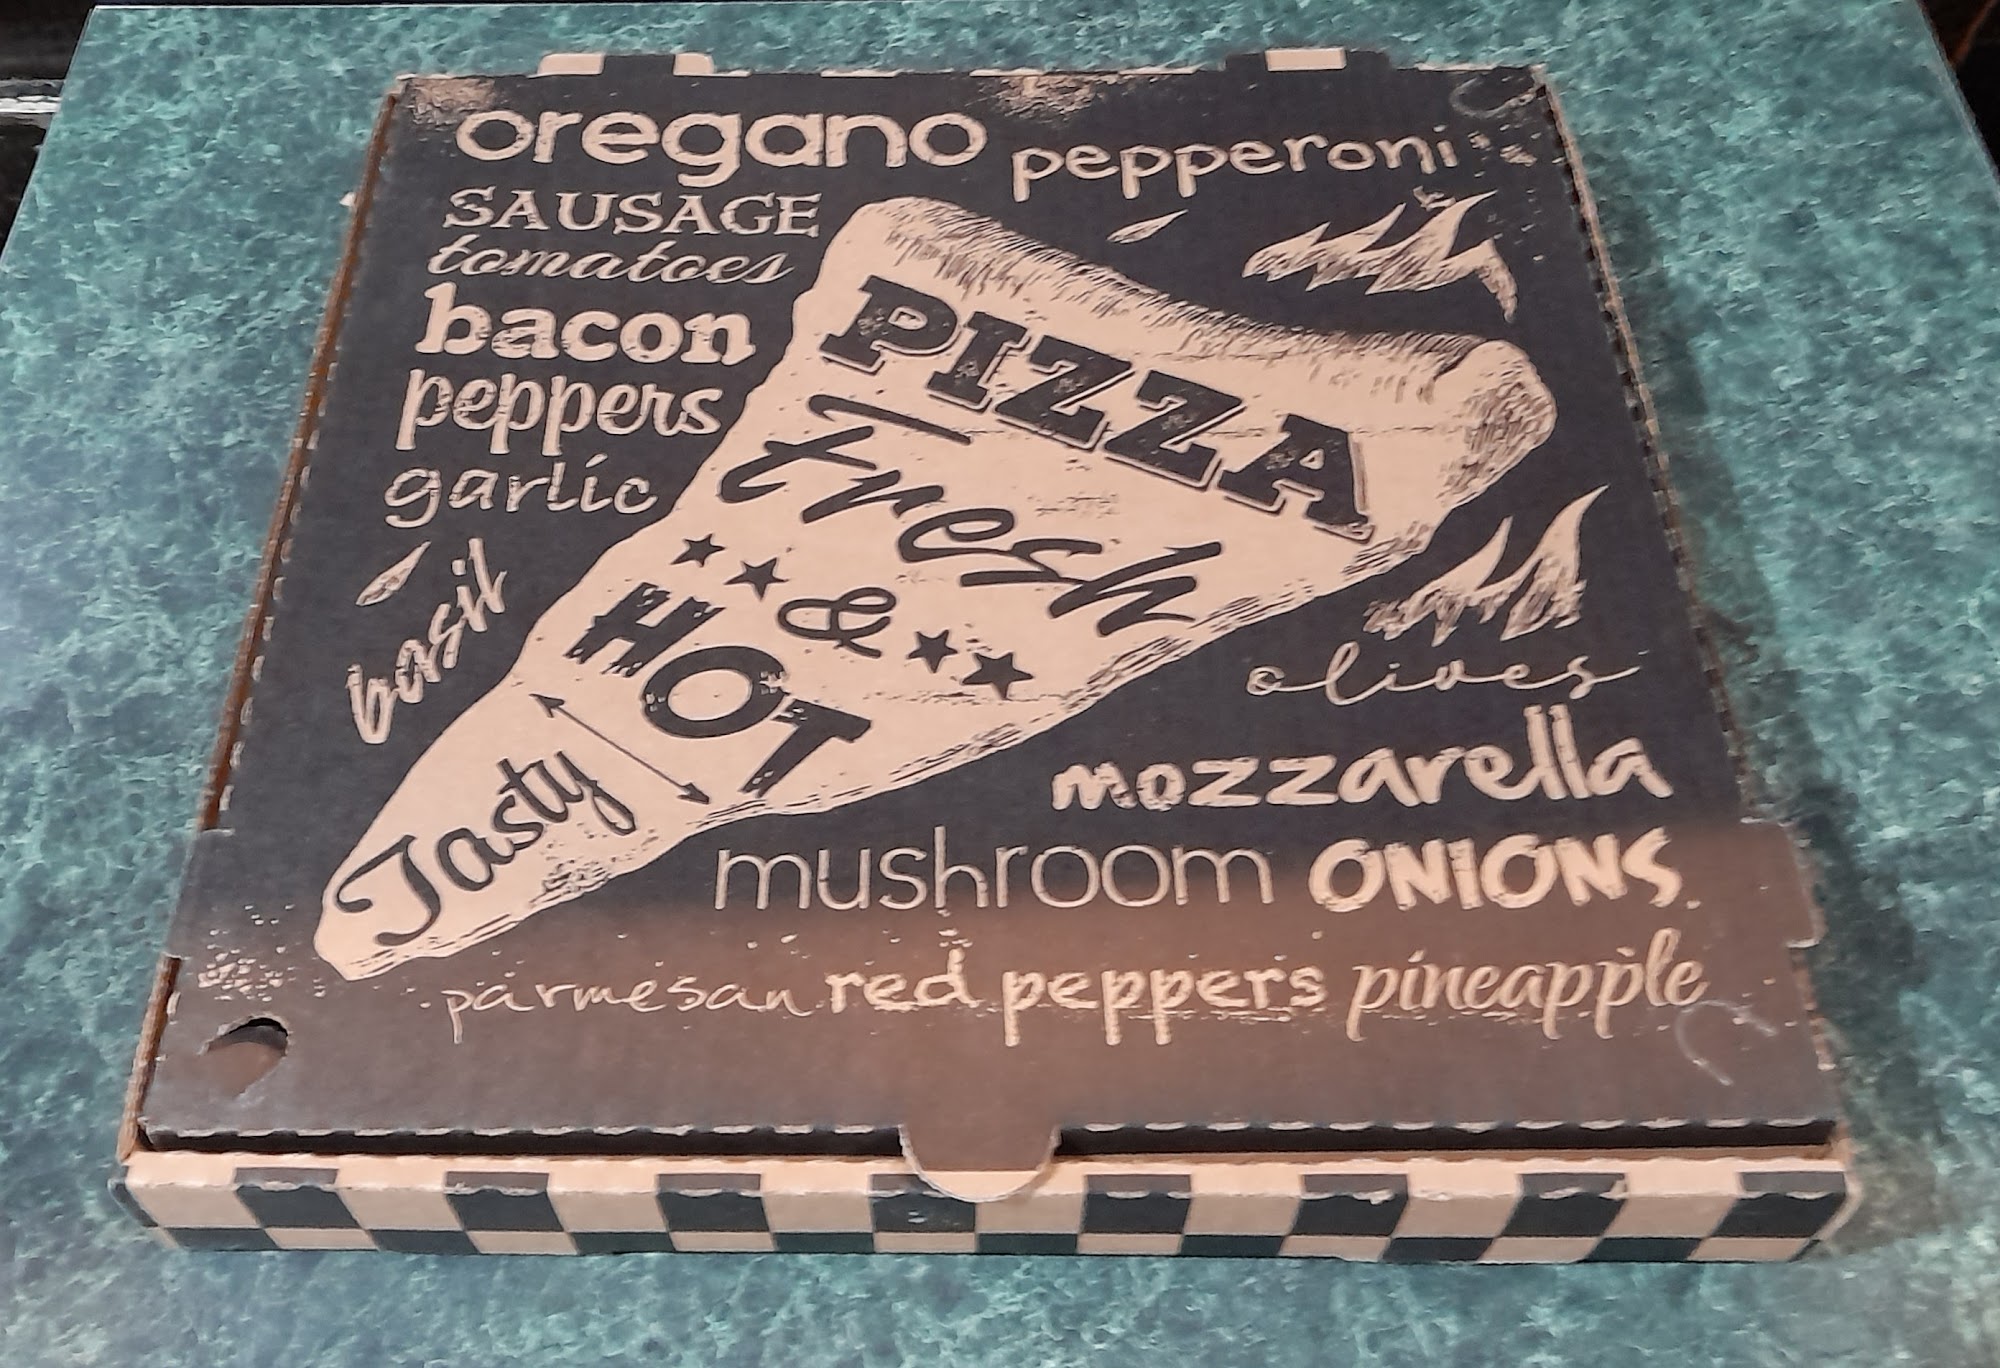 oregano pepperoni
SAUSAGE
tomatoes
bacon
peppers
garlic
basil
PIZZA
Fresh
&
HOT
Tasty
olives
mozzarella
mushroom ONIONS
parmesan red peppers pineapple